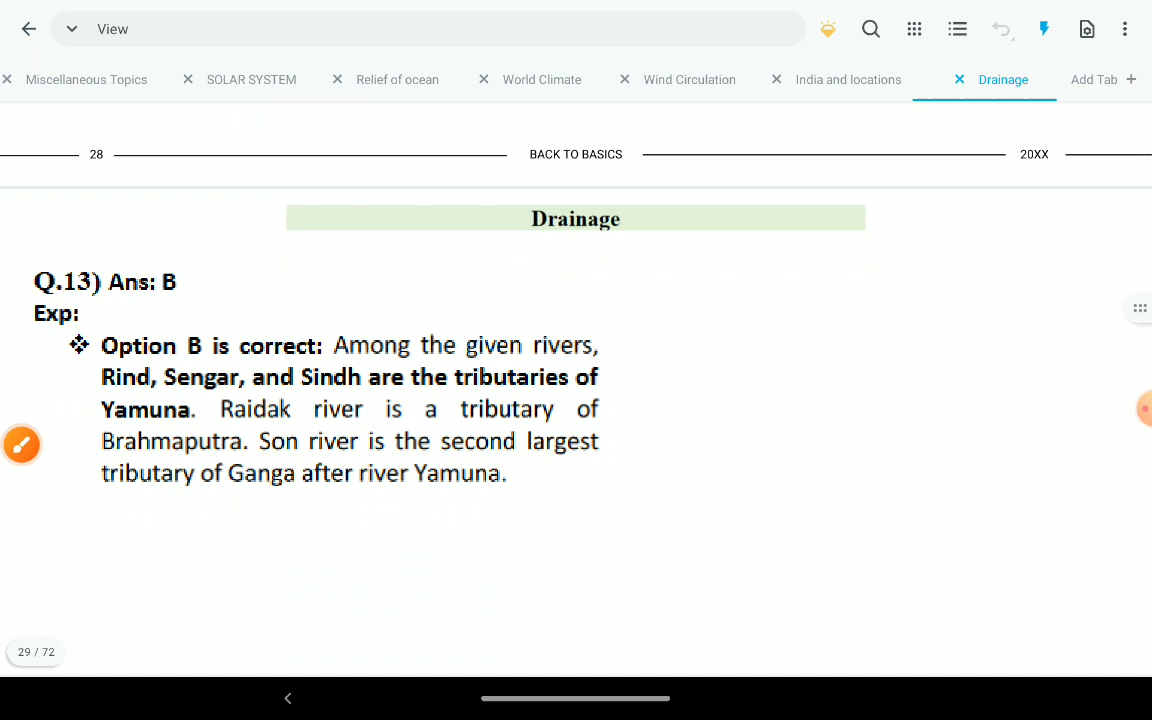 View
Miscellaneous Topics
SOLAR SYSTEM
Relief of ocean
World Climate
Wind Circulation
India and locations
Drainage
Add Tab +
28
BACK TO BASICS
20XX
Drainage
Q.13) Ans: B
Exp:
❖ Option B is correct: Among the given rivers,
Rind, Sengar, and Sindh are the tributaries of
Yamuna. Raidak river is a tributary of
Brahmaputra. Son river is the second largest
tributary of Ganga after river Yamuna.
29 / 72